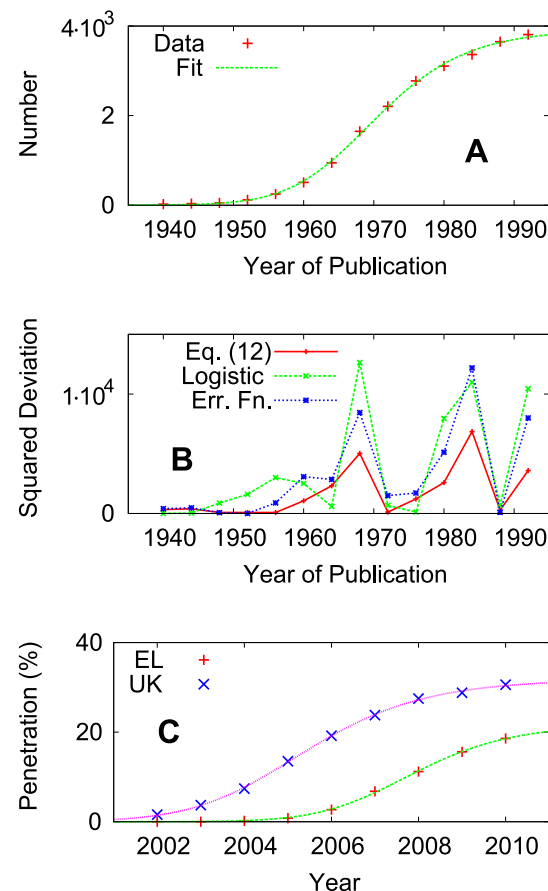 4·10³
Data
Fit
2
0
A
Number
1940 1950 1960 1970 1980 1990
Year of Publication
Eq. (12)
Logistic
Err. Fn.
1·10⁴
0
B
Squared Deviation
1940 1950 1960 1970 1980 1990
Year of Publication
40
EL
UK
20
0
C
Penetration (%)
2002 2004 2006 2008 2010
Year